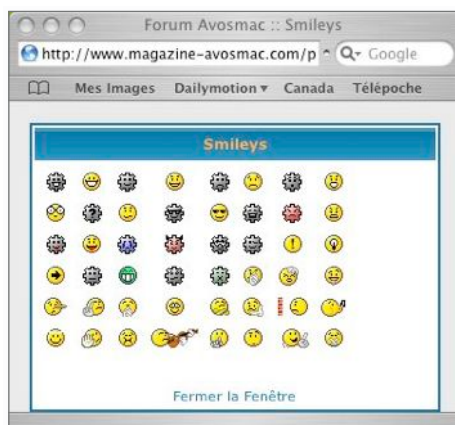 Forum Avosmac :: Smileys
http://www.magazine-avosmac.com/p
Google
Mes Images Dailymotion ▾ Canada Télépoche
Smileys
Fermer la Fenêtre